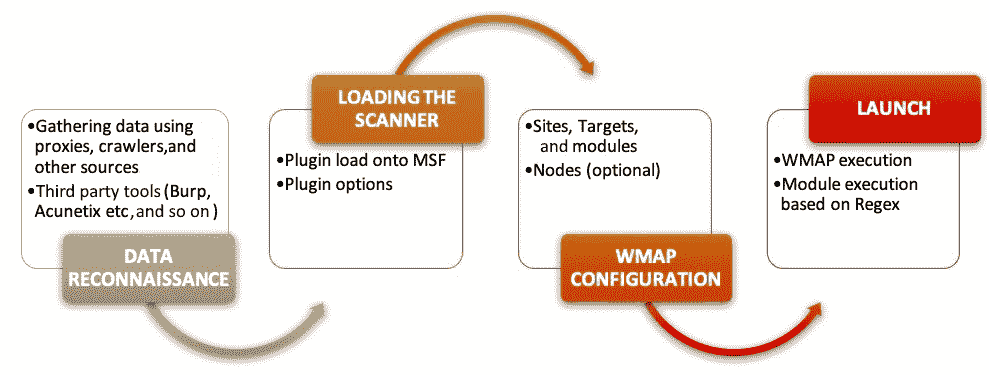 •Gathering data using
proxies, crawlers,and
other sources
•Third party tools (Burp,
Acunetix etc,and so on )
DATA
RECONNAISSANCE
LOADING THE
SCANNER
•Plugin load onto MSF
•Plugin options
•Sites, Targets,
and modules
•Nodes (optional)
WMAP
CONFIGURATION
LAUNCH
•WMAP execution
•Module execution
based on Regex